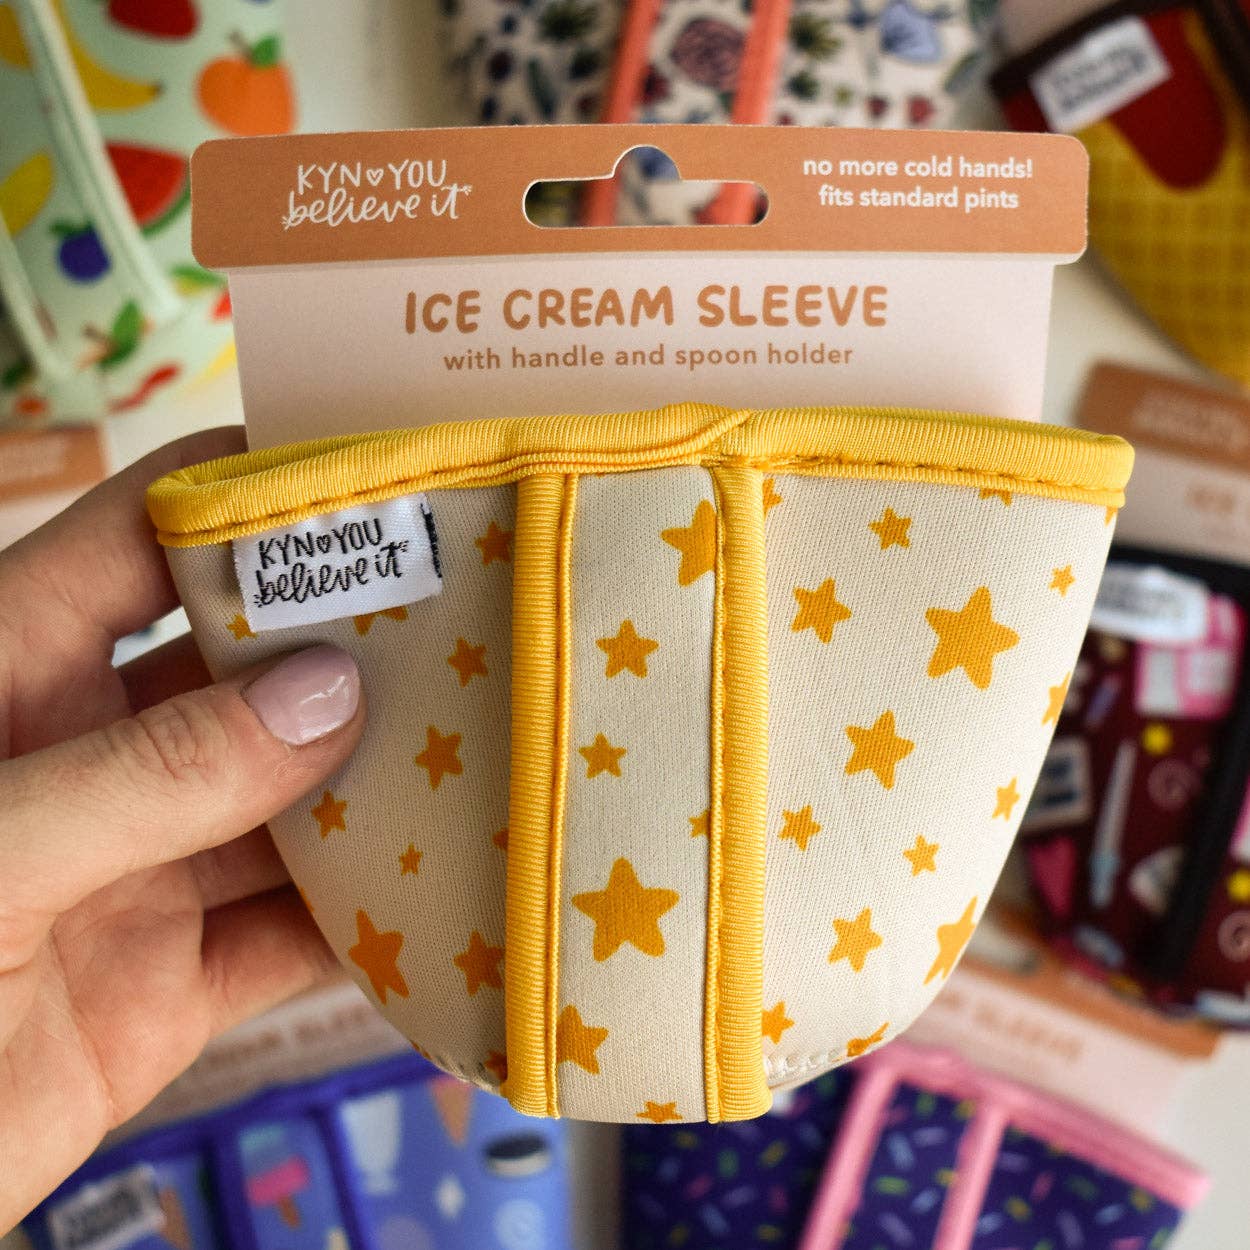 KYN♡YOU
believe it
no more cold hands!
fits standard pints
ICE CREAM SLEEVE
with handle and spoon holder
KYN♡YOU
believe it